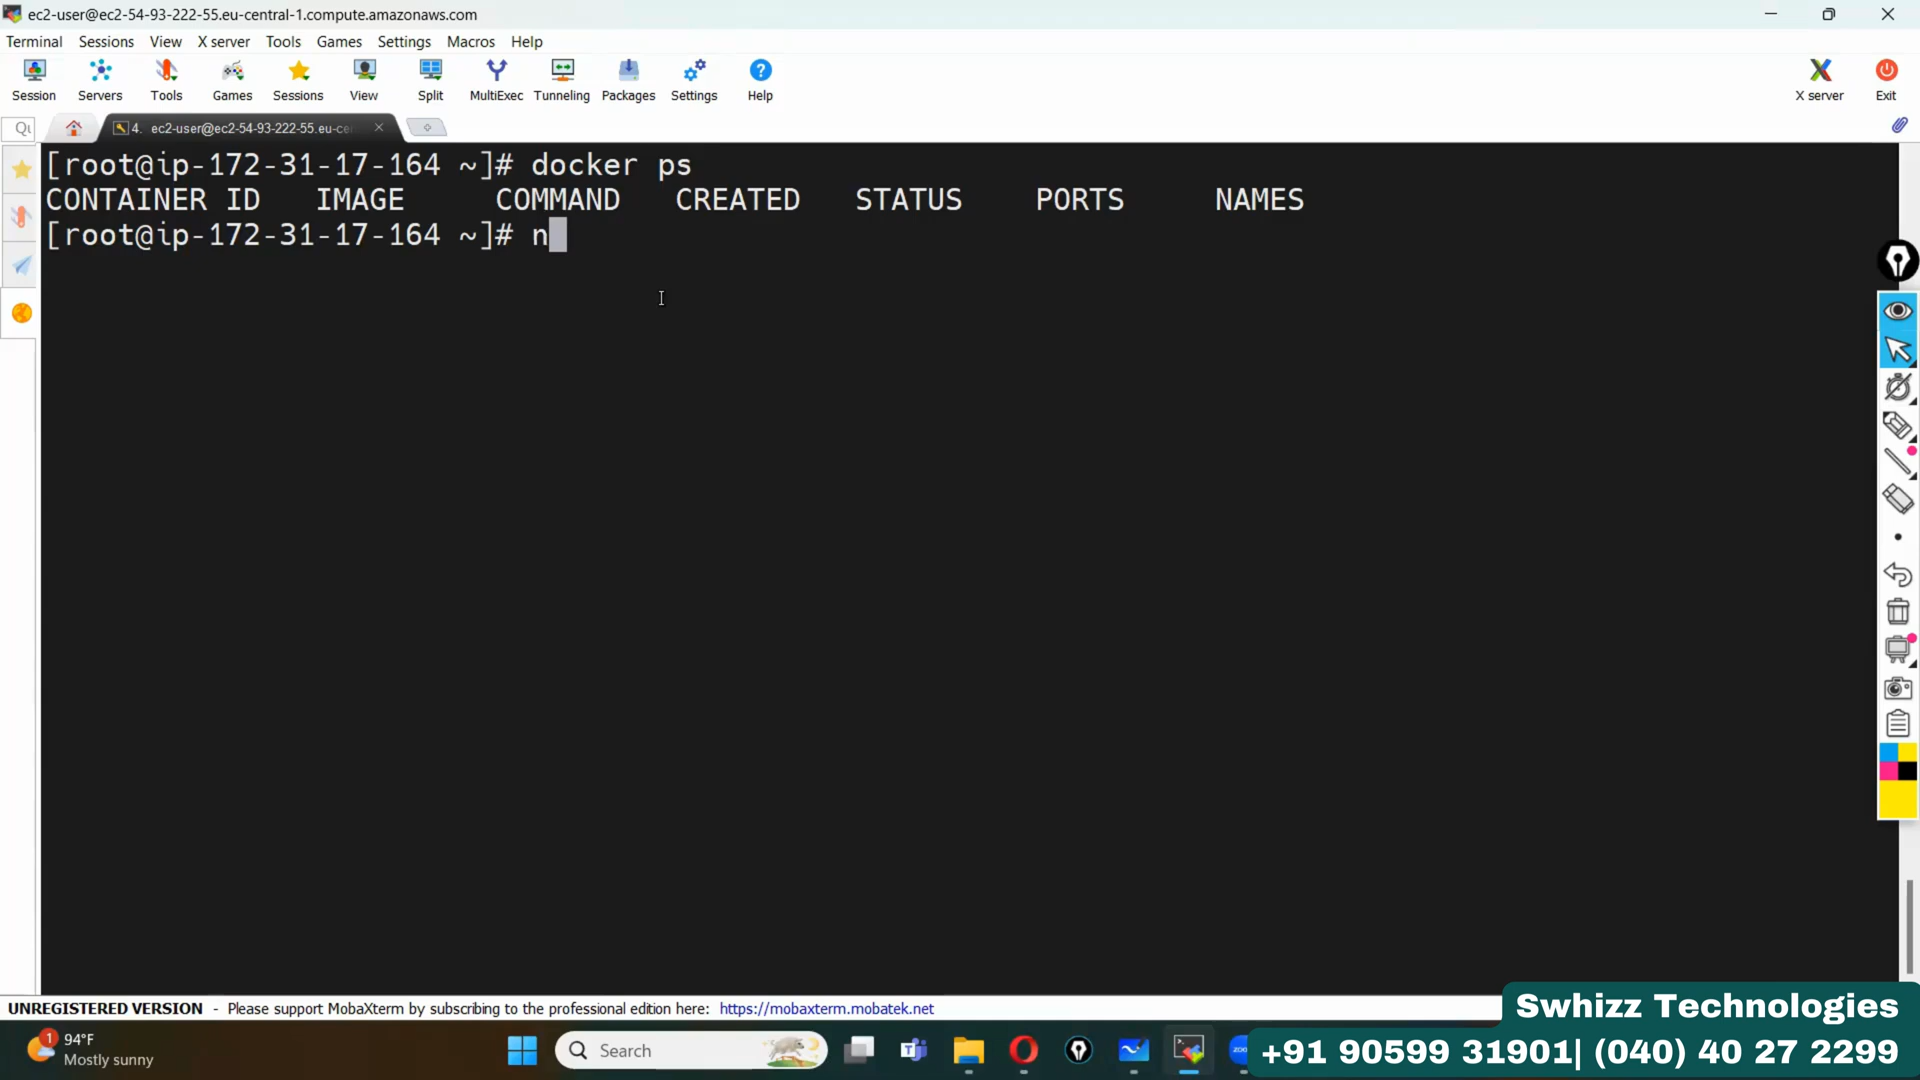 ec2-user@ec2-54-93-222-55.eu-central-1.compute.amazonaws.com
Terminal Sessions View X server Tools Games Settings Macros Help
Session Servers Tools Games Sessions View Split MultiExec Tunneling Packages Settings Help X server Exit
4. ec2-user@ec2-54-93-222-55.eu-ce
[root@ip-172-31-17-164 ~]# docker ps
CONTAINER ID IMAGE COMMAND CREATED STATUS PORTS NAMES
[root@ip-172-31-17-164 ~]# n
UNREGISTERED VERSION - Please support MobaXterm by subscribing to the professional edition here: https://mobaxterm.mobatek.net
Swhizz Technologies
+91 90599 31901| (040) 40 27 2299
1
94°F
Mostly sunny
Search